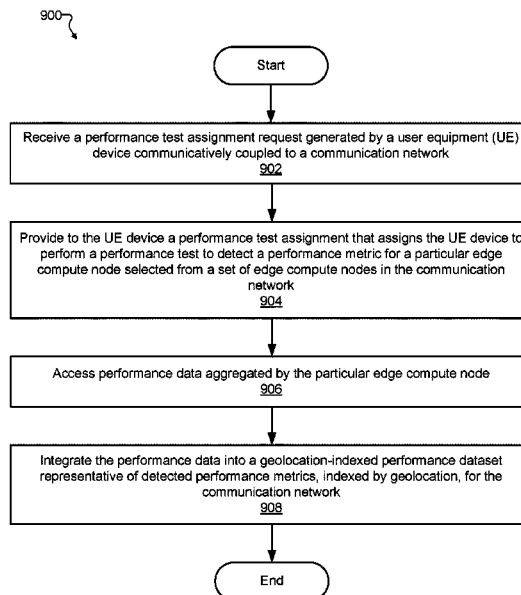 900
Start
Receive a performance test assignment request generated by a user equipment (UE)
device communicatively coupled to a communication network
902
Provide to the UE device a performance test assignment that assigns the UE device to
perform a performance test to detect a performance metric for a particular edge
compute node selected from a set of edge compute nodes in the communication
network
904
Access performance data aggregated by the particular edge compute node
906
Integrate the performance data into a geolocation-indexed performance dataset
representative of detected performance metrics, indexed by geolocation, for the
communication network
908
End